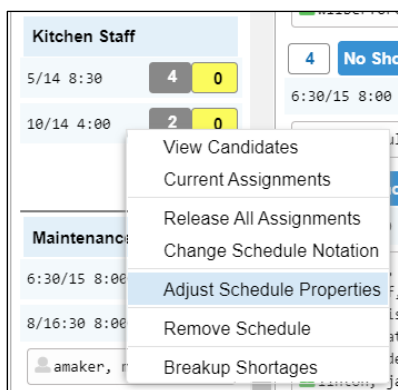 Kitchen Staff
5/14 8:30 4 0
10/14 4:00 2 0
4 No Sho
6:30/15 8:00
View Candidates
Current Assignments
Release All Assignments
Change Schedule Notation
Adjust Schedule Properties
Remove Schedule
Breakup Shortages
Maintenanc
6:30/15 8:00
8/16:30 8:00
amaker,